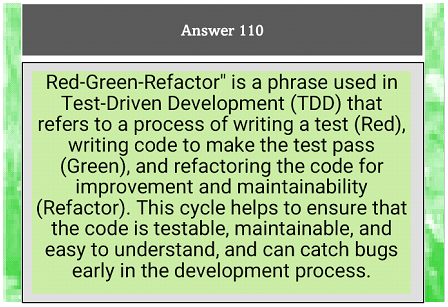 Answer 110
Red-Green-Refactor" is a phrase used in
Test-Driven Development (TDD) that
refers to a process of writing a test (Red),
writing code to make the test pass
(Green), and refactoring the code for
improvement and maintainability
(Refactor). This cycle helps to ensure that
the code is testable, maintainable, and
easy to understand, and can catch bugs
early in the development process.